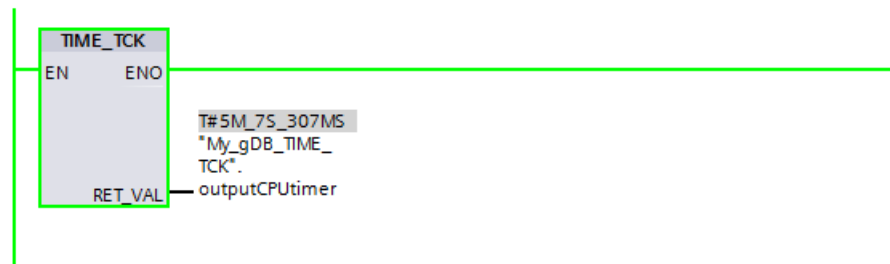 TIME_TCK
EN ENO
T#5M_7S_307MS
"My_gDB_TIME_
TCK".
RET_VAL outputCPUtimer